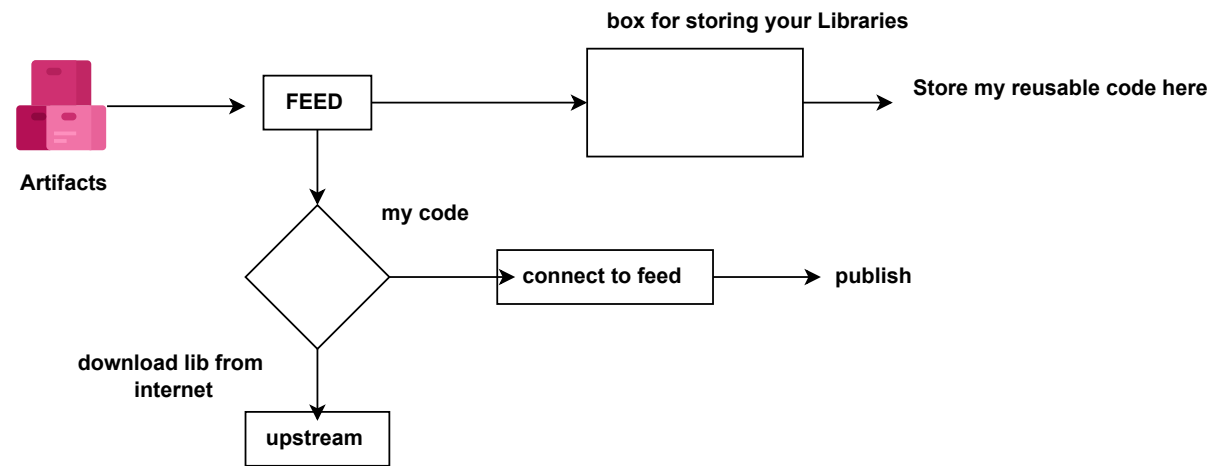 box for storing your Libraries
FEED
Store my reusable code here
Artifacts
my code
connect to feed
publish
download lib from
internet
upstream